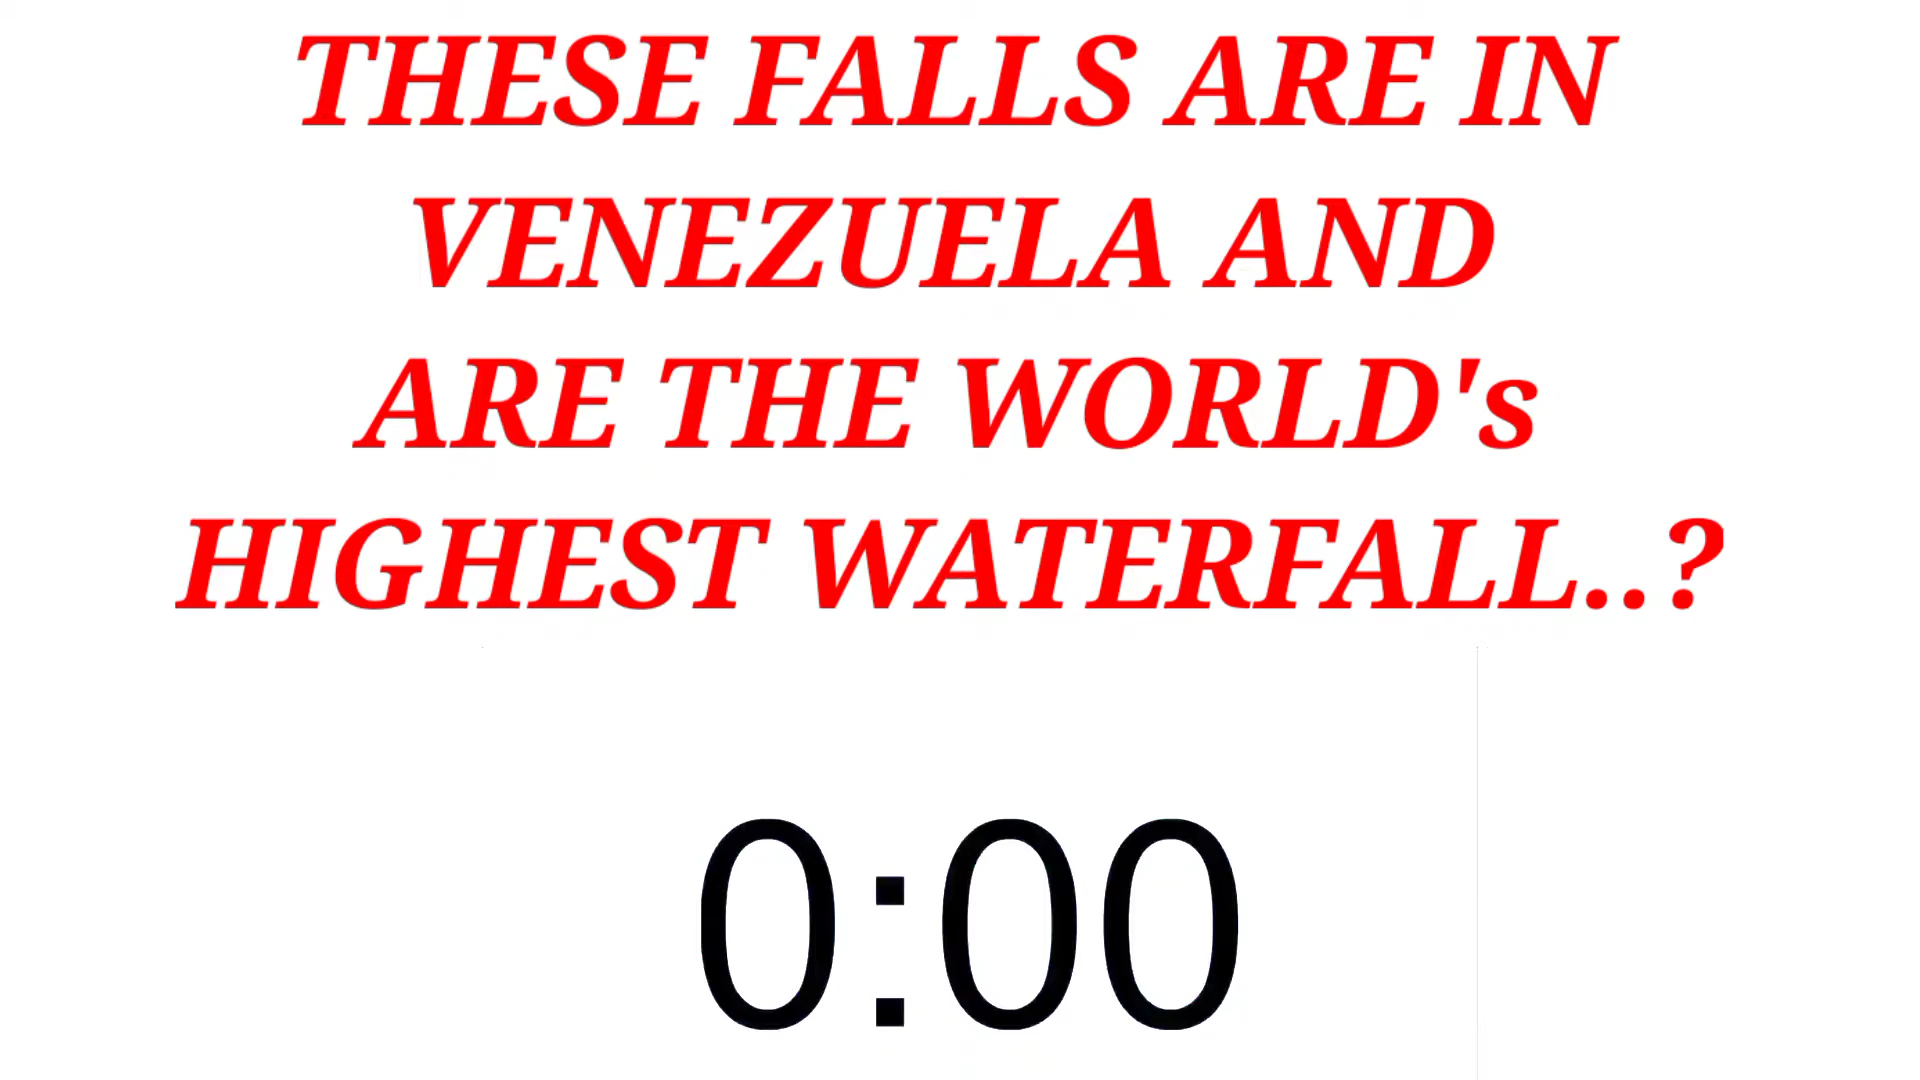 THESE FALLS ARE IN
VENEZUELA AND
ARE THE WORLD's
HIGHEST WATERFALL..?
0:00